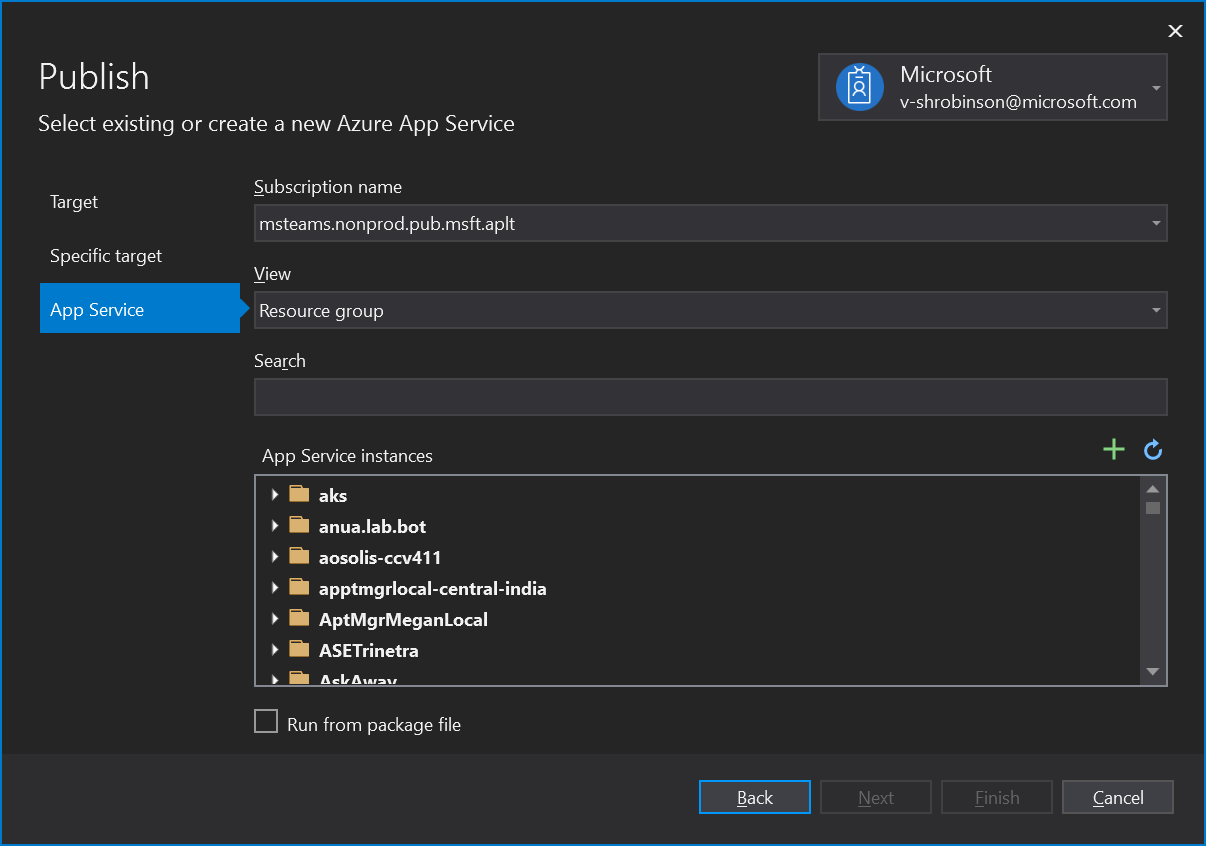 Publish
Select existing or create a new Azure App Service
Microsoft
v-shrobinson@microsoft.com
Target
Specific target
App Service
Subscription name
msteams.nonprod.pub.msft.aplt
View
Resource group
Search
App Service instances
aks
anua.lab.bot
aosolis-ccv411
apptmgrlocal-central-india
AptMgrMeganLocal
ASETrinetra
AskAway
Run from package file
Back
Next
Finish
Cancel